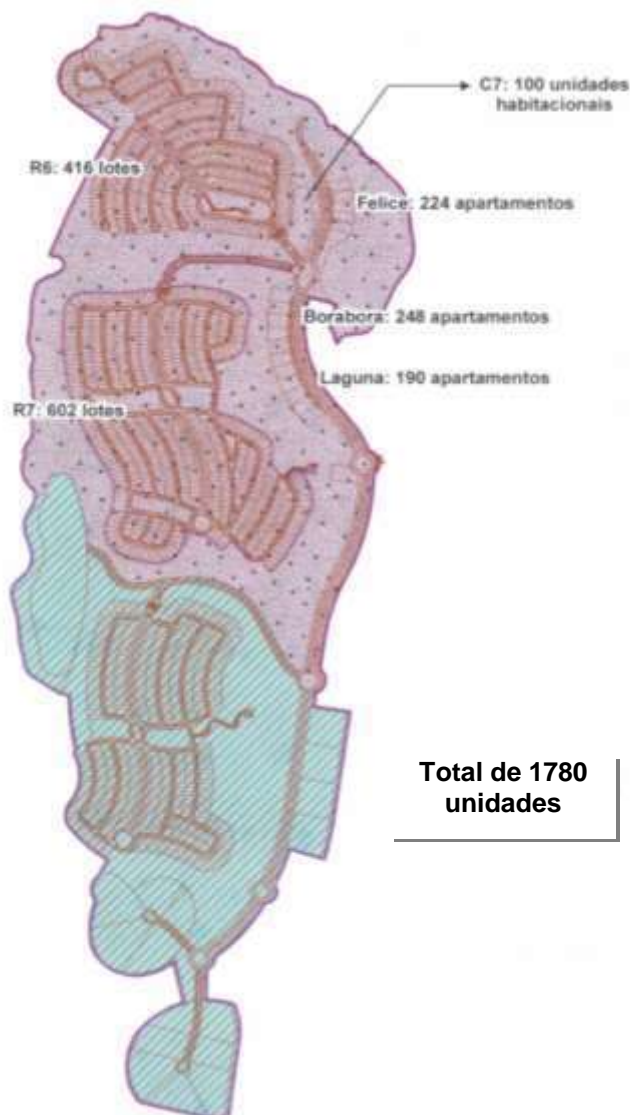 C7: 100 unidades
habitacionais
R6: 416 lotes
Felice: 224 apartamentos
Borabora: 248 apartamentos
Laguna: 190 apartamentos
R7: 602 lotes
Total de 1780
unidades